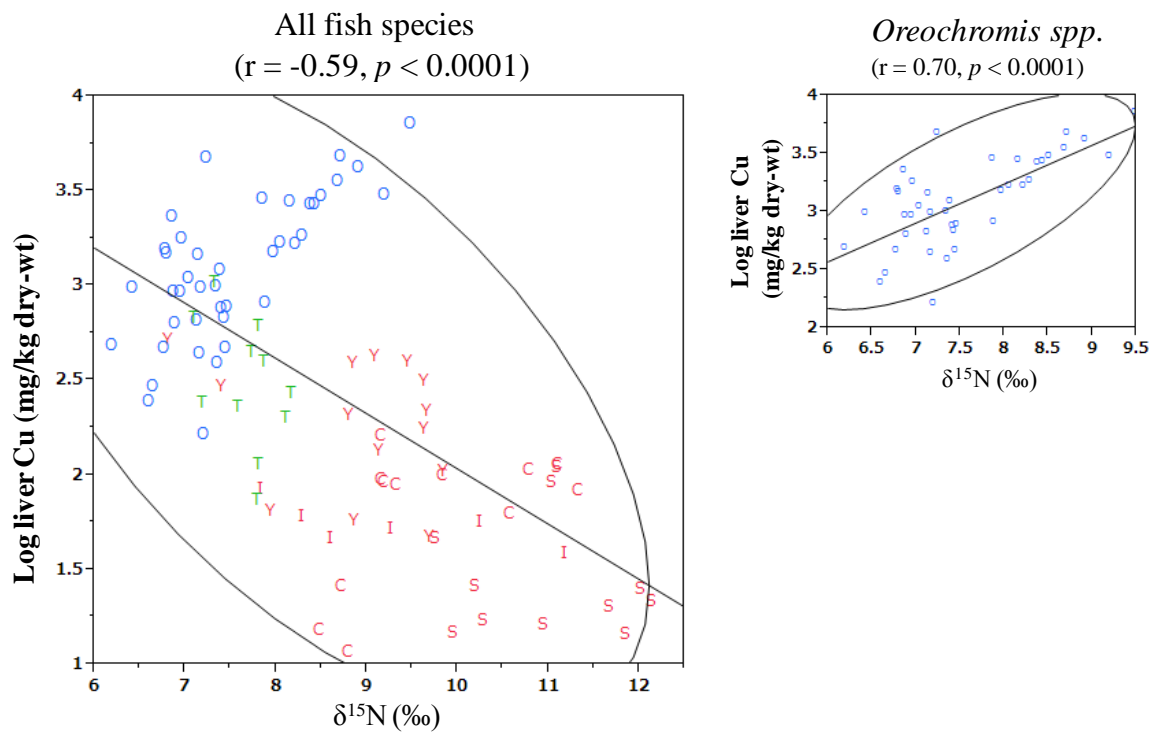 All fish species
(r = -0.59, p < 0.0001)
4
3.5
3
2.5
2
1.5
1
Log liver Cu (mg/kg dry-wt)
6 7 8 9 10 11 12
δ¹⁵N (‰)
Oreochromis spp.
(r = 0.70, p < 0.0001)
4
3.5
3
2.5
2
Log liver Cu
(mg/kg dry-wt)
6 6.5 7 7.5 8 8.5 9 9.5
δ¹⁵N (‰)